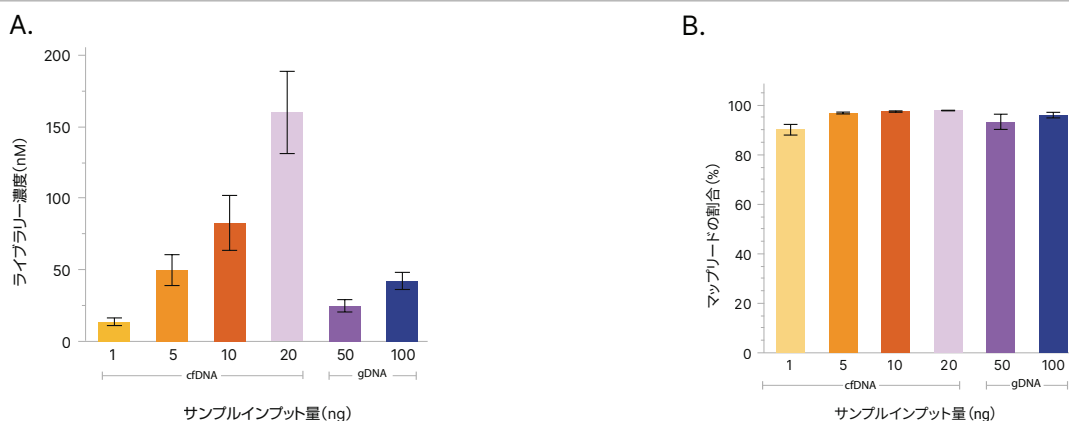 A.
200
150
100
50
0
ライブラリー濃度(nM)
1 5 10 20 50 100
cfDNA gDNA
サンプルインプット量(ng)
B.
100
80
60
40
20
0
マップリードの割合(%)
1 5 10 20 50 100
cfDNA gDNA
サンプルインプット量(ng)